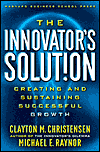 HARVARD BUSINESS SCHOOL PRESS
THE
INNOVATOR'S
SOLUTION
CREATING AND
SUSTAINING
SUCCESSFUL
GROWTH
CLAYTON M. CHRISTENSEN
AUTHOR OF THE INNOVATOR'S DILEMMA
MICHAEL E. RAYNOR